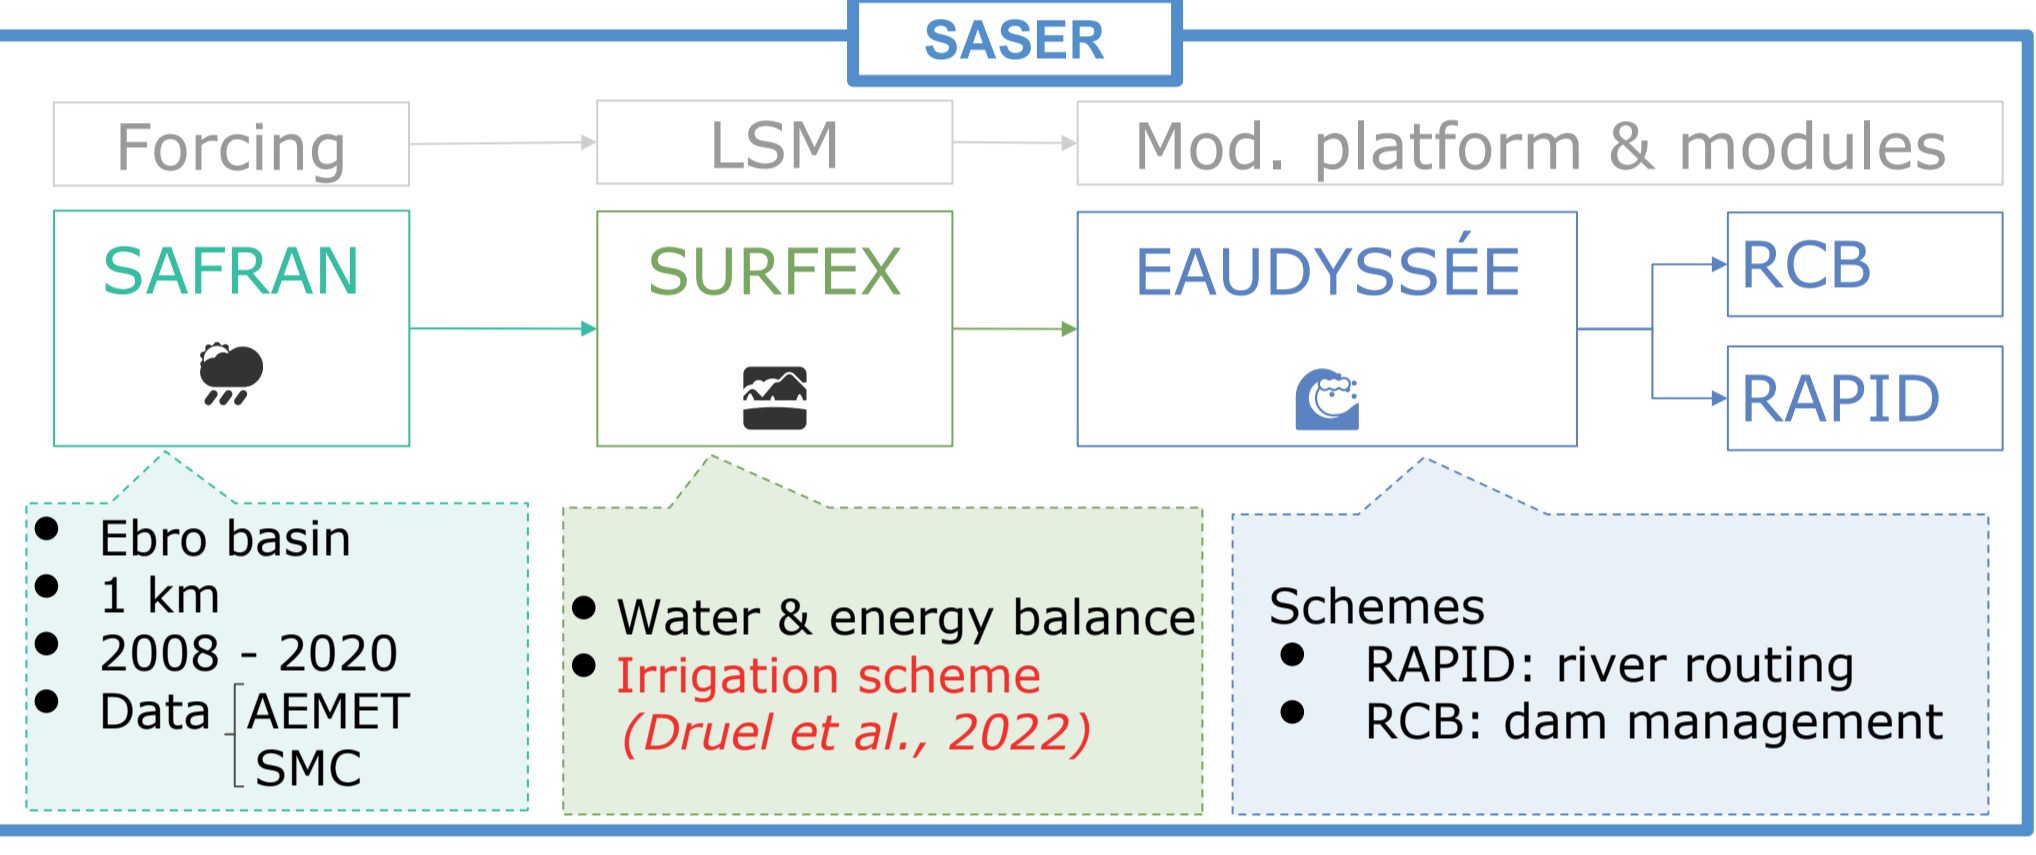 SASER
Forcing
LSM
Mod. platform & modules
SAFRAN
SURFEX
EAUDYSSÉE
RCB
RAPID
Ebro basin
1 km
2008 - 2020
Data AEMET
SMC
Water & energy balance
Irrigation scheme
(Druel et al., 2022)
Schemes
RAPID: river routing
RCB: dam management